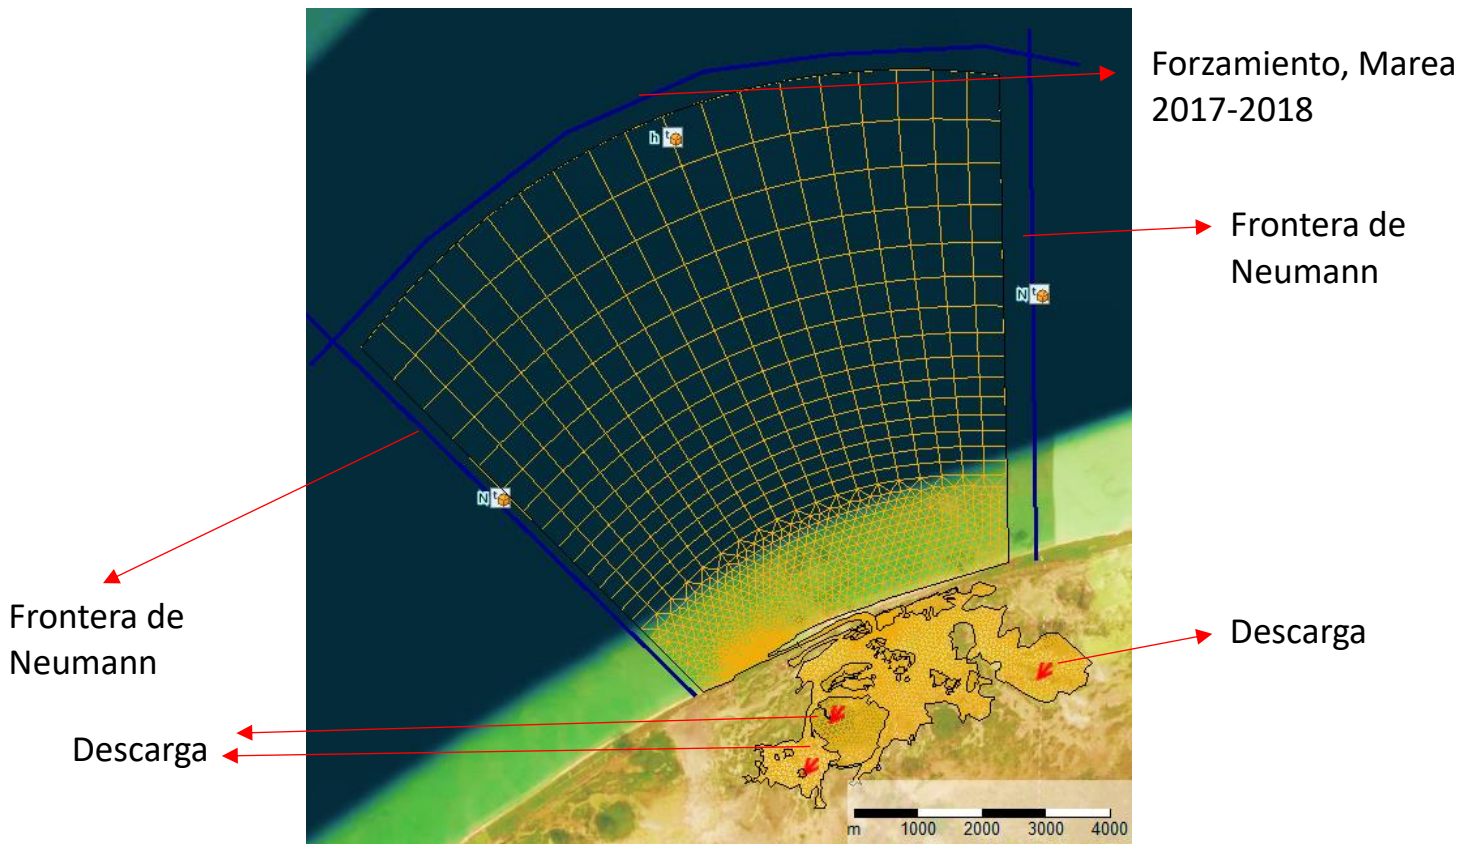 Forzamiento, Marea
2017-2018
h t
Frontera de
Neumann
N t
N t
Frontera de
Neumann
Descarga
Descarga
m 1000 2000 3000 4000